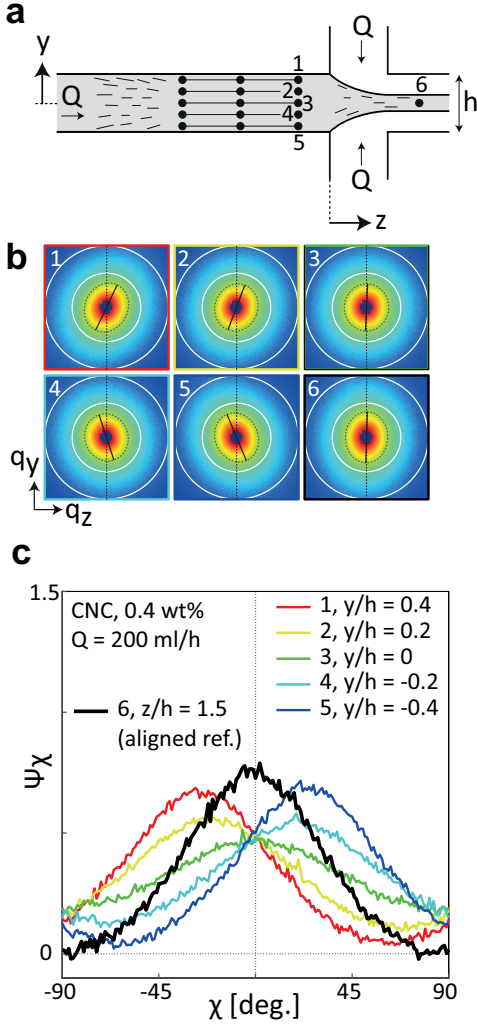 a
y
Q
Q
1
2
3
4
5
6
h
Q
z
b
1
2
3
4
5
6
qy
qz
c
1.5
CNC, 0.4 wt%
Q = 200 ml/h
1, y/h = 0.4
2, y/h = 0.2
3, y/h = 0
4, y/h = -0.2
5, y/h = -0.4
6, z/h = 1.5
(aligned ref.)
Ψχ
0
-90
-45
45
90
χ [deg.]